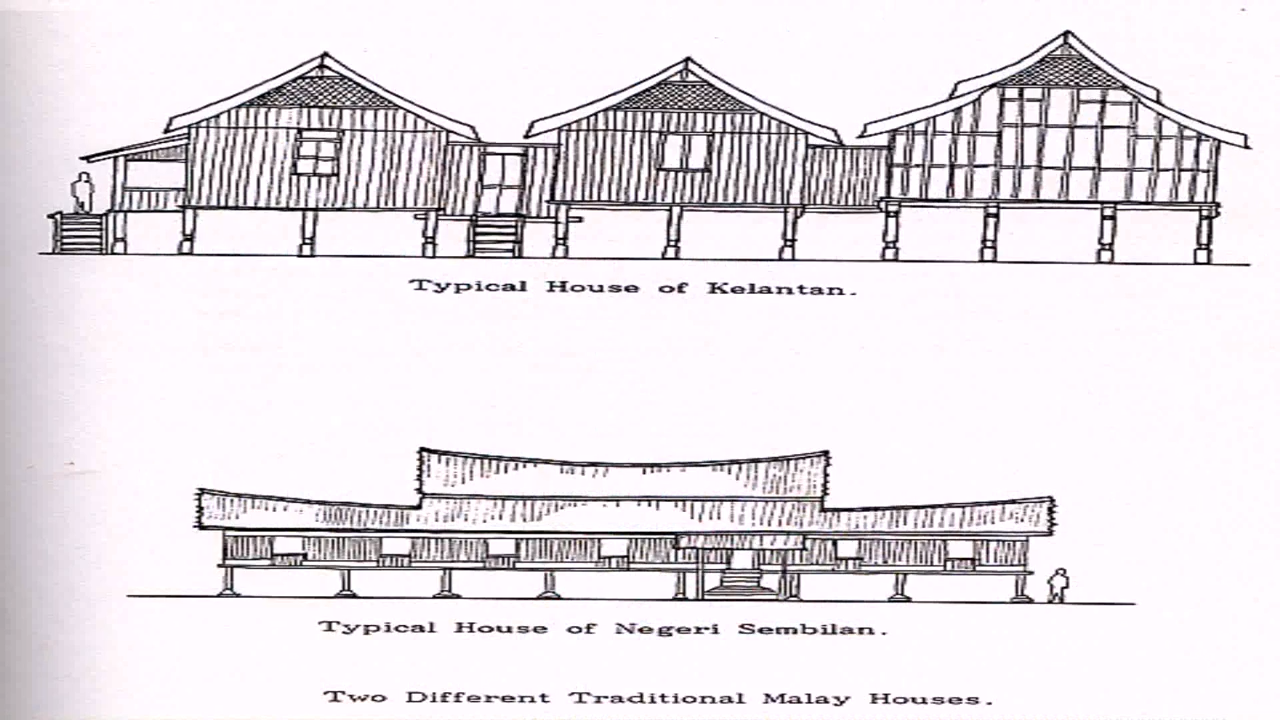 Typical House of Kelantan.
Typical House of Negeri Sembilan.
Two Different Traditional Malay Houses.